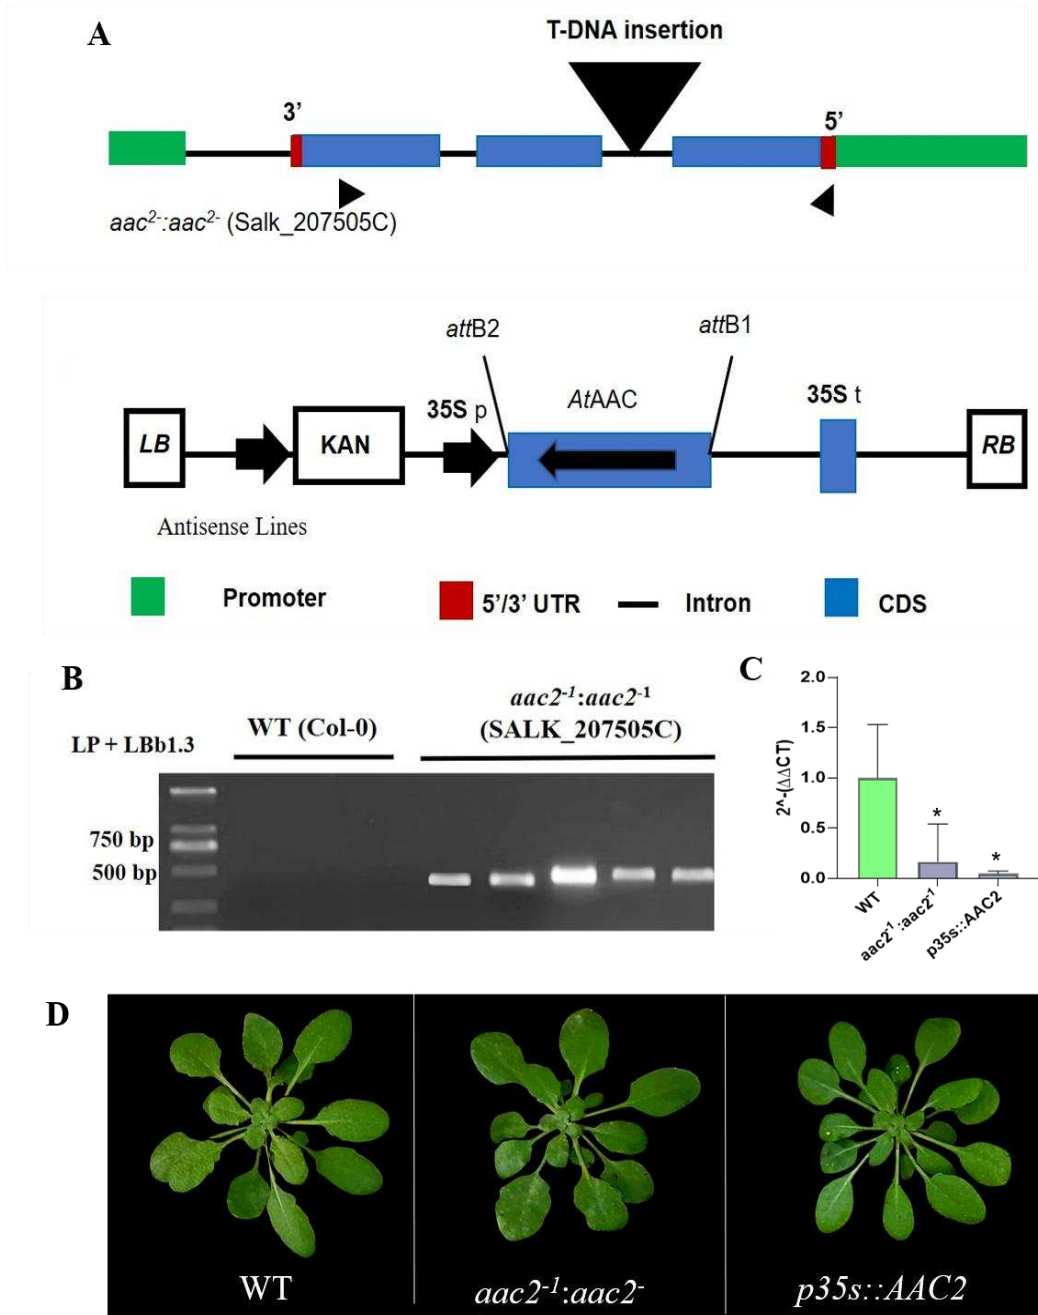 A
T-DNA insertion
3’
5’
aac²⁻:aac²⁻ (Salk_207505C)
attB2
attB1
35S p
AtAAC
35S t
LB
KAN
RB
Antisense Lines
Promoter
5’/3’ UTR
Intron
CDS
B
aac2⁻¹:aac2⁻¹
WT (Col-0)
(SALK_207505C)
LP + LBb1.3
750 bp
500 bp
C
2^-(ΔΔCT)
2.0
1.5
1.0
0.5
0.0
*
*
WT
aac2⁻¹:aac2⁻¹
p35s::AAC2
D
WT
aac2⁻¹:aac2⁻
p35s::AAC2